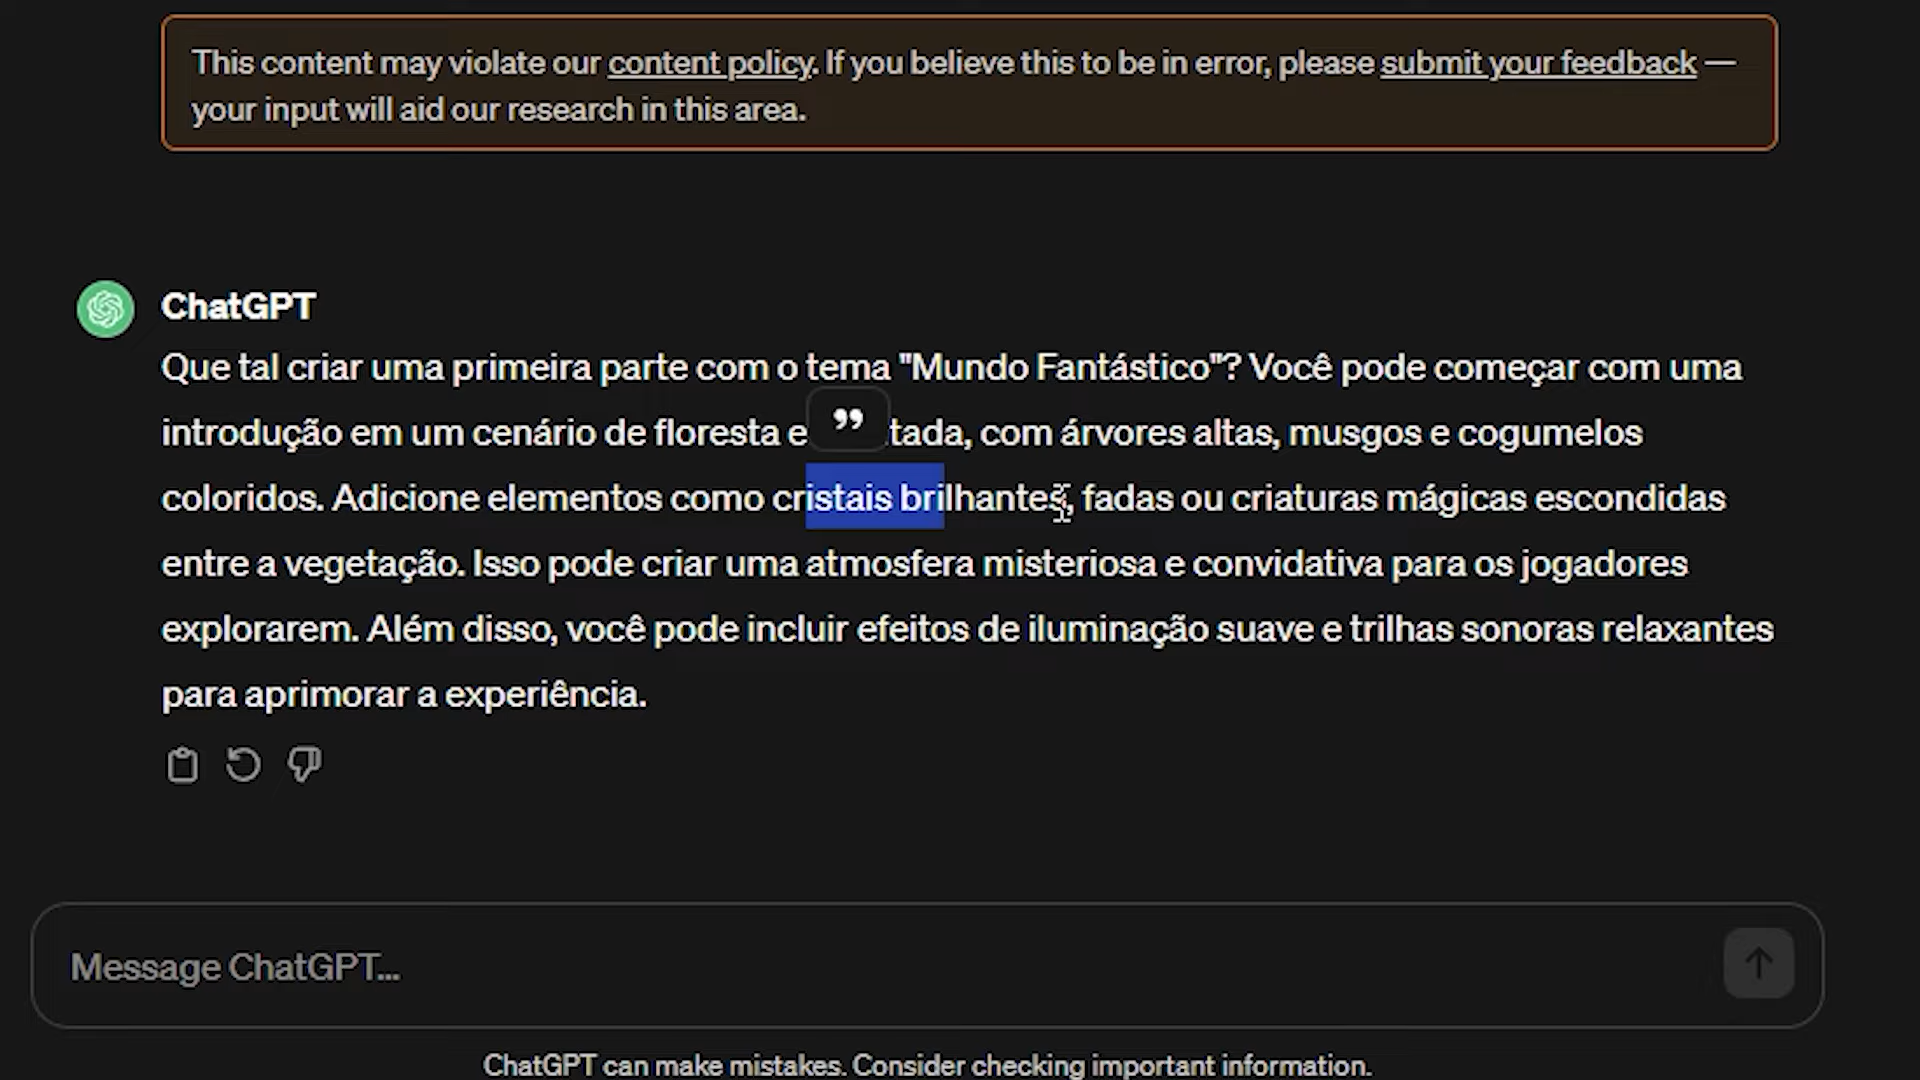 This content may violate our content policy. If you believe this to be in error, please submit your feedback —
your input will aid our research in this area.
ChatGPT
Que tal criar uma primeira parte com o tema "Mundo Fantástico"? Você pode começar com uma
introdução em um cenário de floresta e tada, com árvores altas, musgos e cogumelos
coloridos. Adicione elementos como cristais brilhantes, fadas ou criaturas mágicas escondidas
entre a vegetação. Isso pode criar uma atmosfera misteriosa e convidativa para os jogadores
explorarem. Além disso, você pode incluir efeitos de iluminação suave e trilhas sonoras relaxantes
para aprimorar a experiência.
Message ChatGPT...
ChatGPT can make mistakes. Consider checking important information.